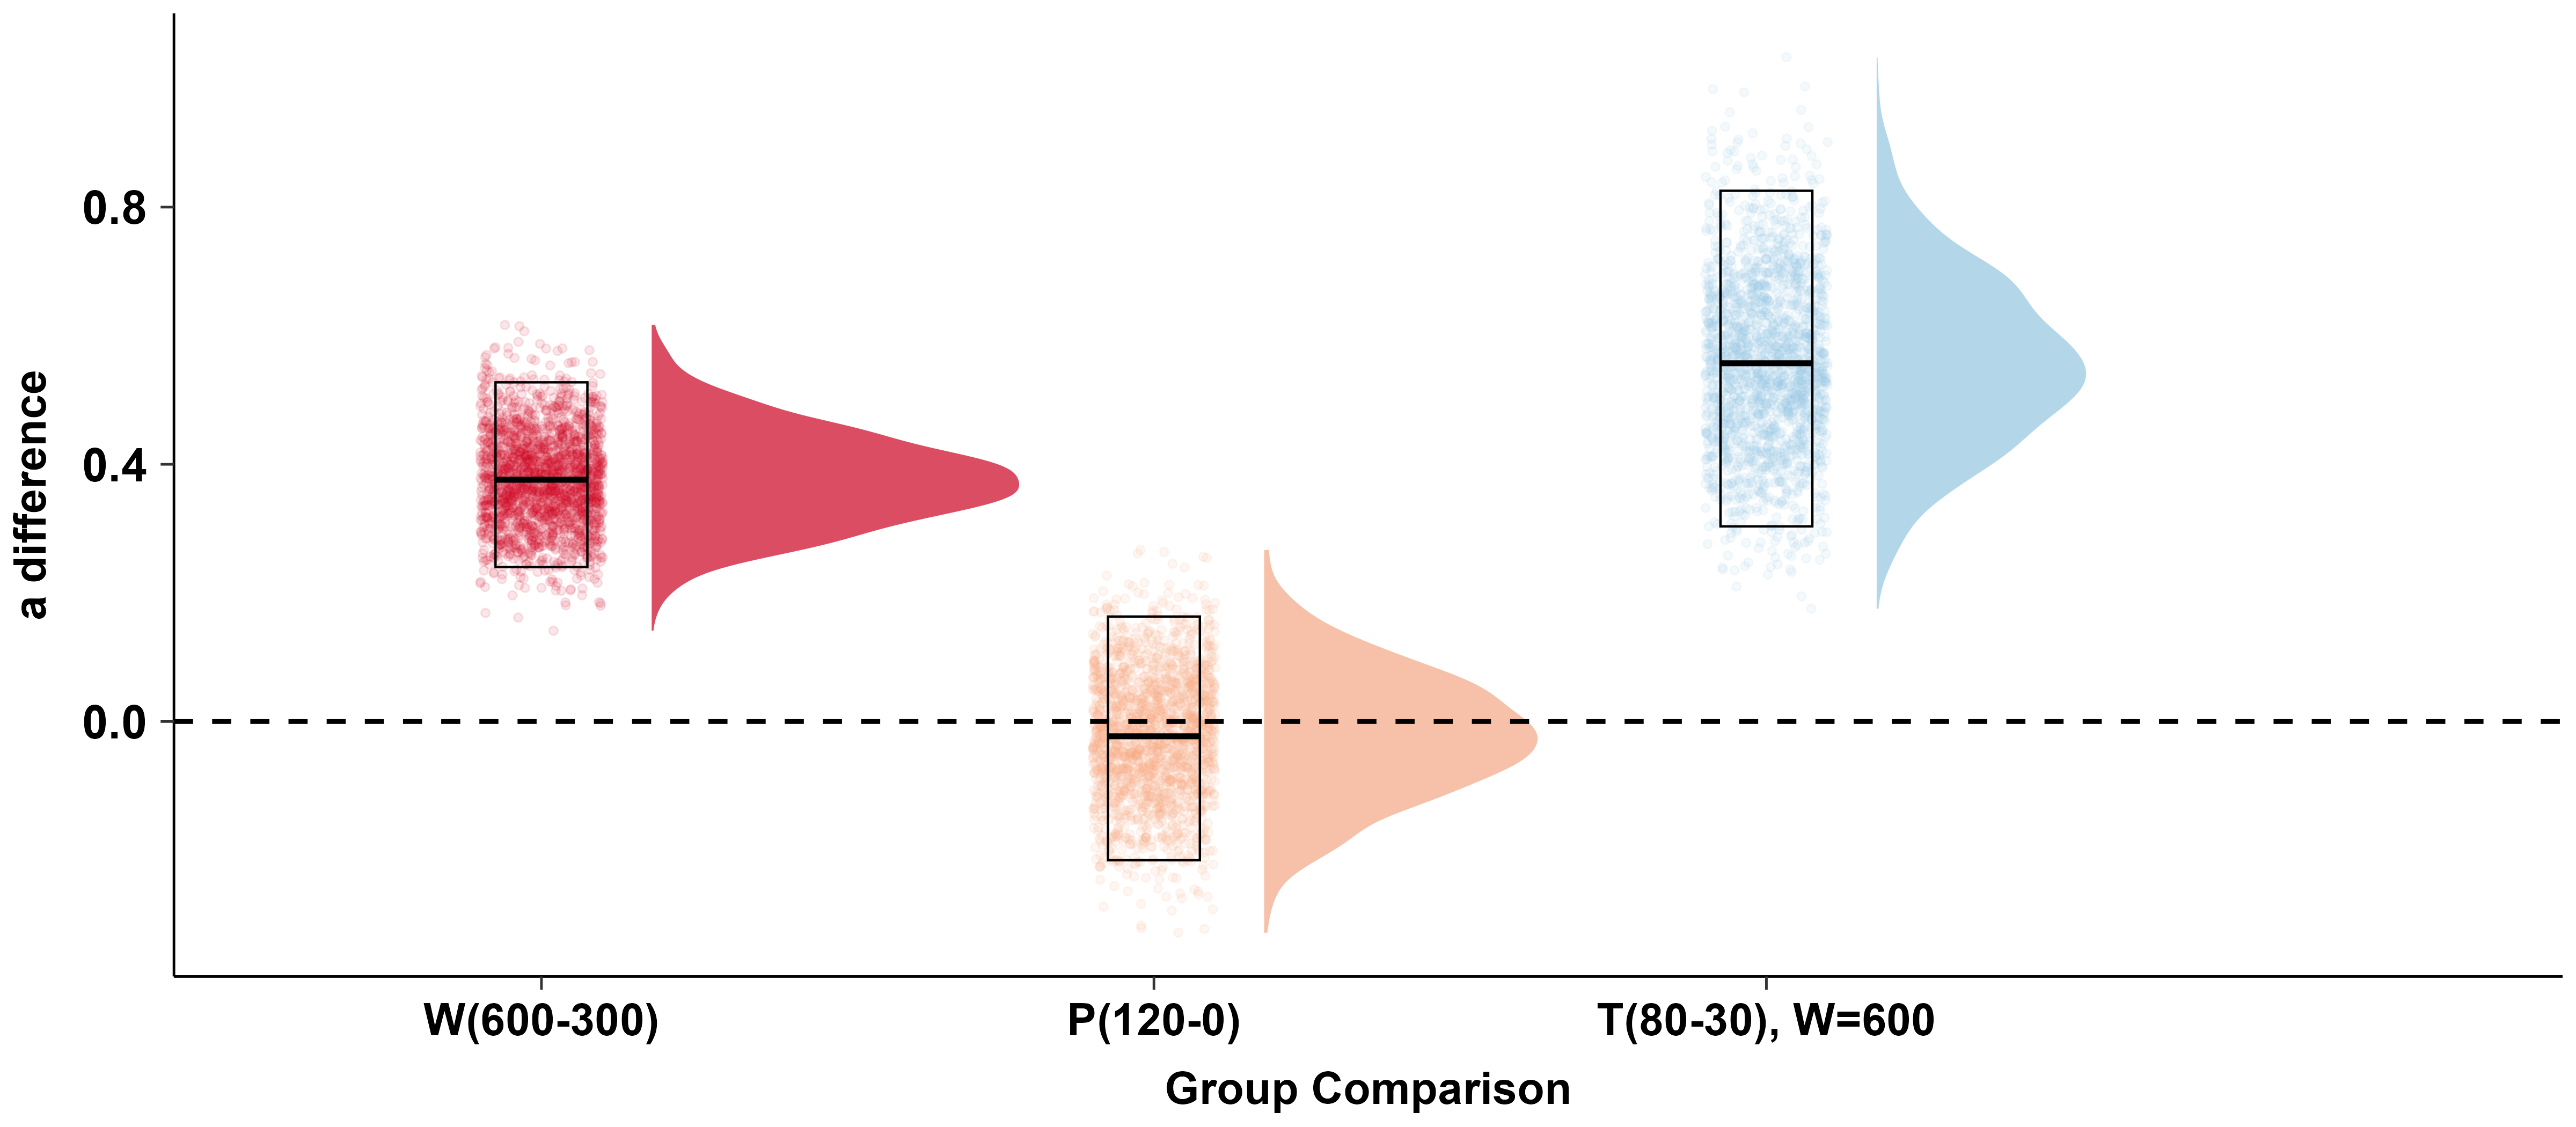 a difference
0.8
0.4
0.0
W(600-300)
P(120-0)
T(80-30), W=600
Group Comparison